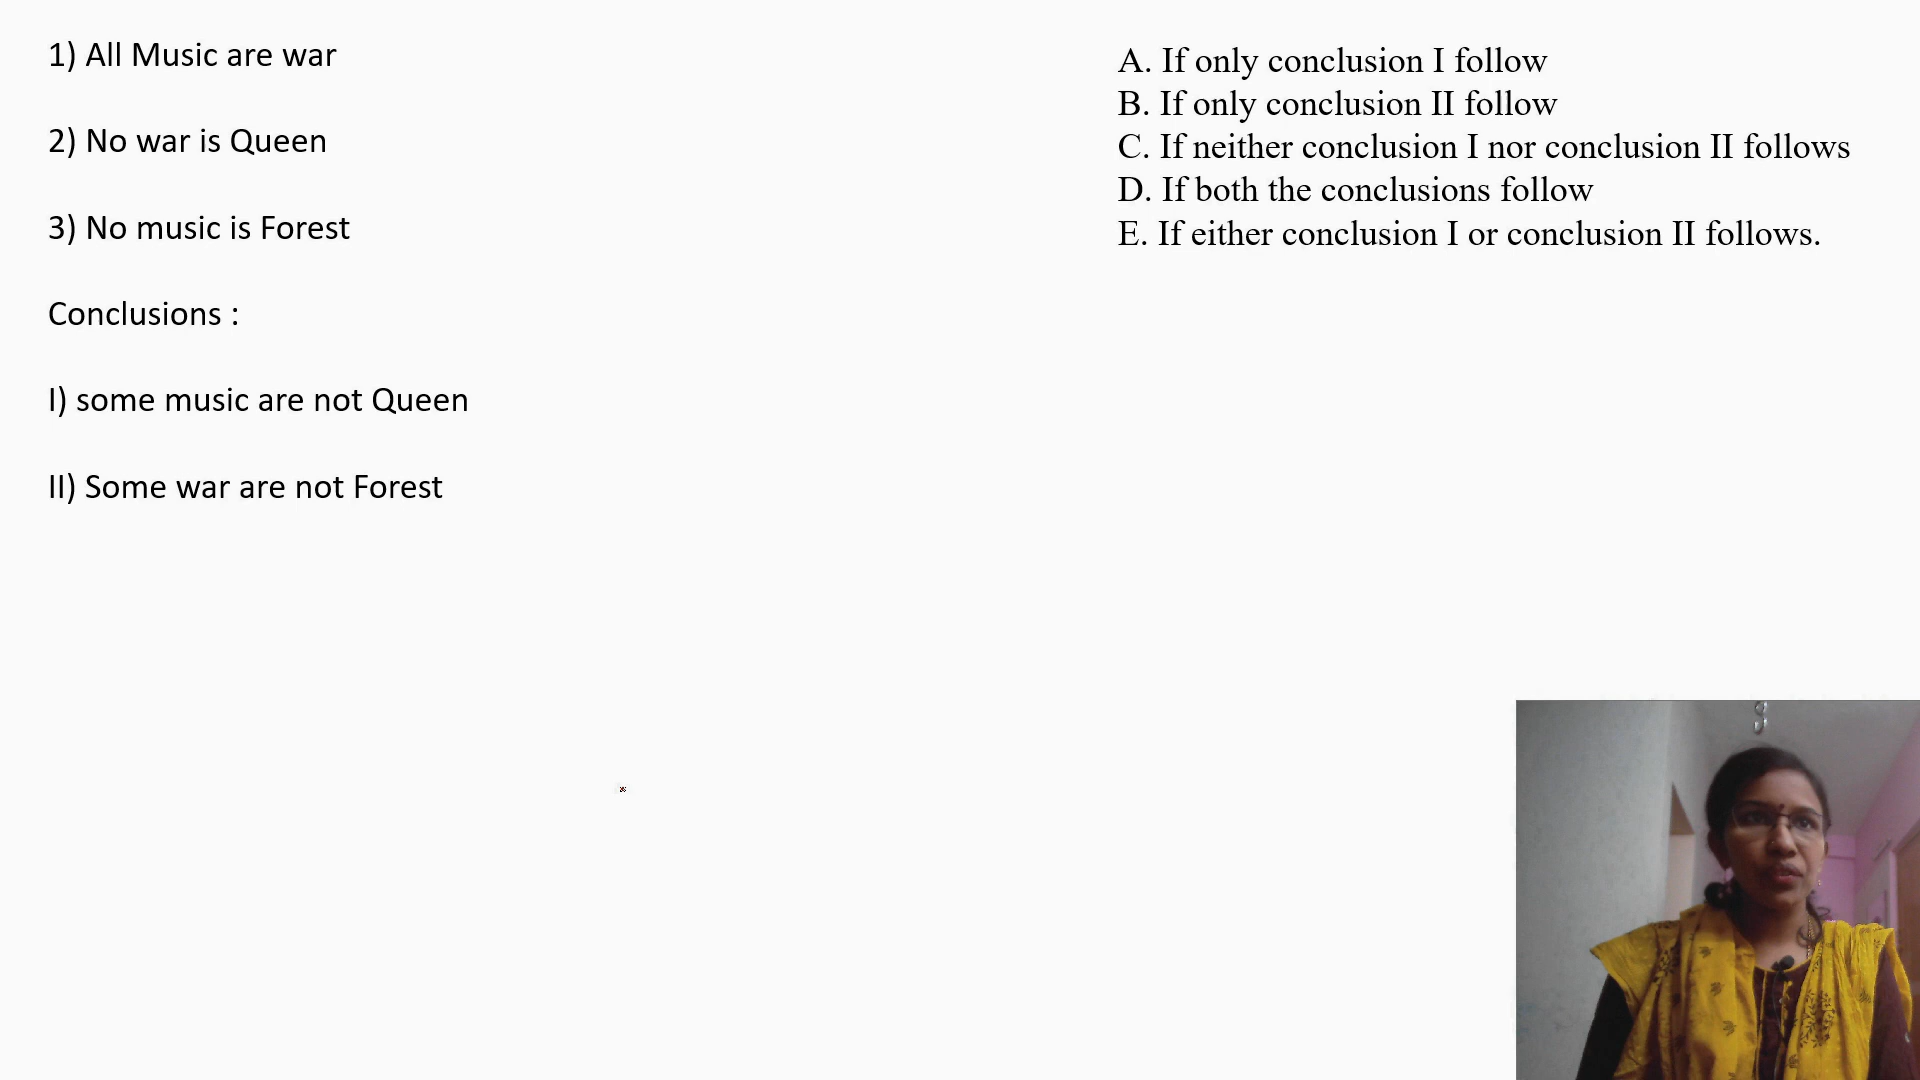 1) All Music are war
2) No war is Queen
3) No music is Forest
Conclusions :
I) some music are not Queen
II) Some war are not Forest
A. If only conclusion I follow
B. If only conclusion II follow
C. If neither conclusion I nor conclusion II follows
D. If both the conclusions follow
E. If either conclusion I or conclusion II follows.